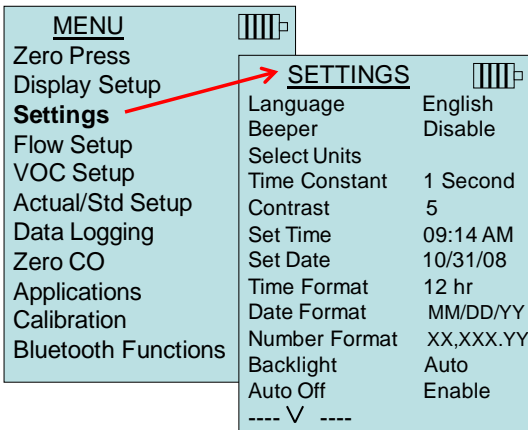 MENU
Zero Press
Display Setup
Settings
Flow Setup
VOC Setup
Actual/Std Setup
Data Logging
Zero CO
Applications
Calibration
Bluetooth Functions
SETTINGS
Language English
Beeper Disable
Select Units
Time Constant 1 Second
Contrast 5
Set Time 09:14 AM
Set Date 10/31/08
Time Format 12 hr
Date Format MM/DD/YY
Number Format XX,XXX.YY
Backlight Auto
Auto Off Enable
---- V ----